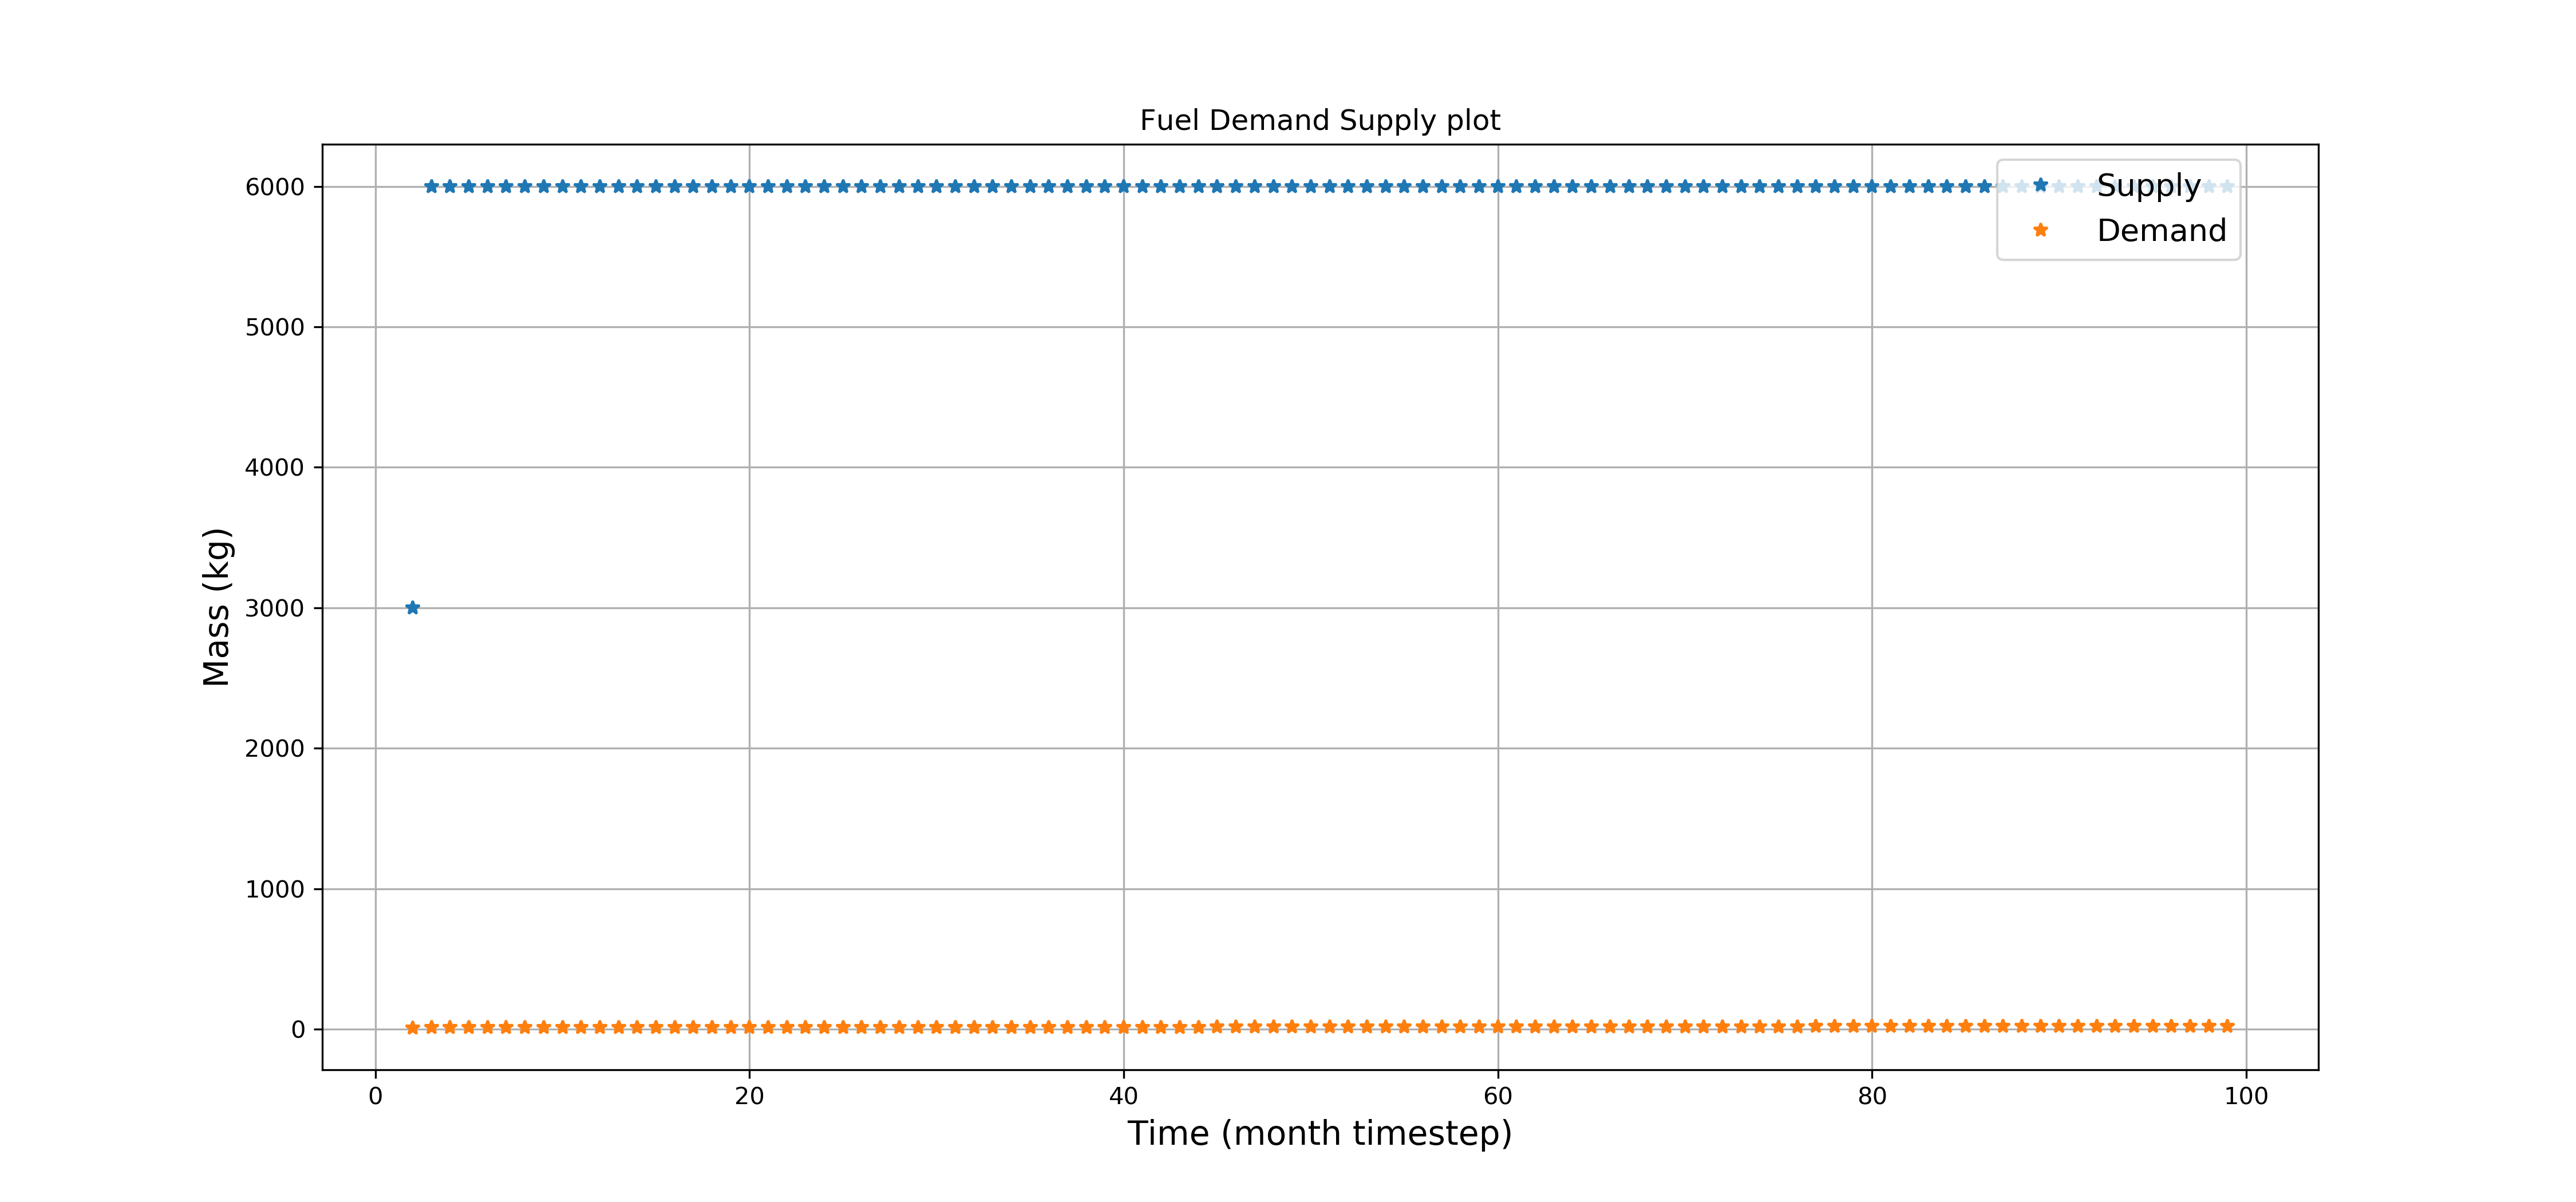 Fuel Demand Supply plot
6000
5000
4000
3000
2000
1000
0
Mass (kg)
Supply
Demand
0 20 40 60 80 100
Time (month timestep)